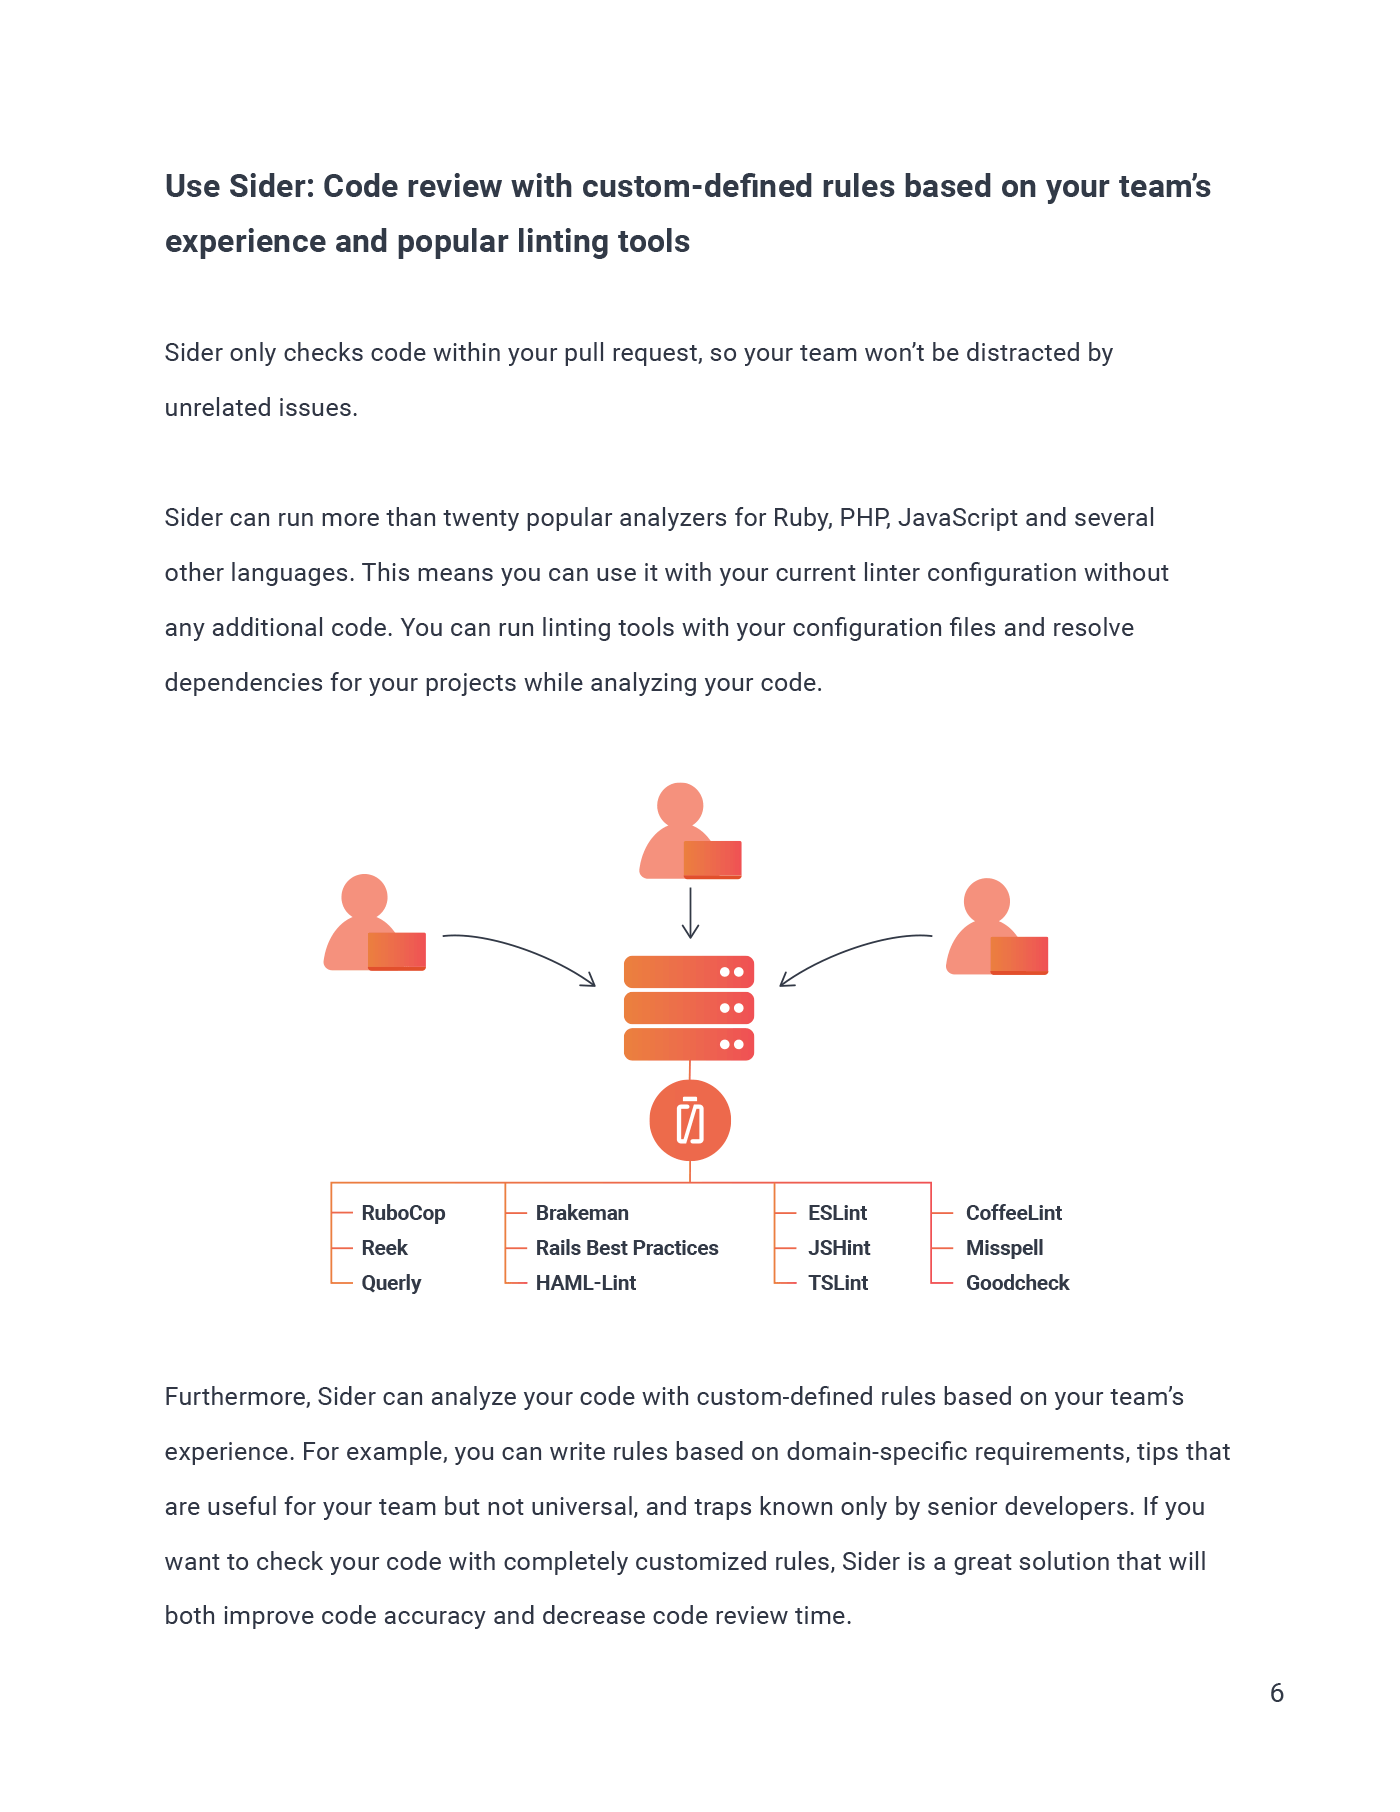 Use Sider: Code review with custom-defined rules based on your team’s
experience and popular linting tools
Sider only checks code within your pull request, so your team won’t be distracted by
unrelated issues.
Sider can run more than twenty popular analyzers for Ruby, PHP, JavaScript and several
other languages. This means you can use it with your current linter configuration without
any additional code. You can run linting tools with your configuration files and resolve
dependencies for your projects while analyzing your code.
RuboCop
Reek
Querly
Brakeman
Rails Best Practices
HAML-Lint
ESLint
JSHint
TSLint
CoffeeLint
Misspell
Goodcheck
Furthermore, Sider can analyze your code with custom-defined rules based on your team’s
experience. For example, you can write rules based on domain-specific requirements, tips that
are useful for your team but not universal, and traps known only by senior developers. If you
want to check your code with completely customized rules, Sider is a great solution that will
both improve code accuracy and decrease code review time.
6